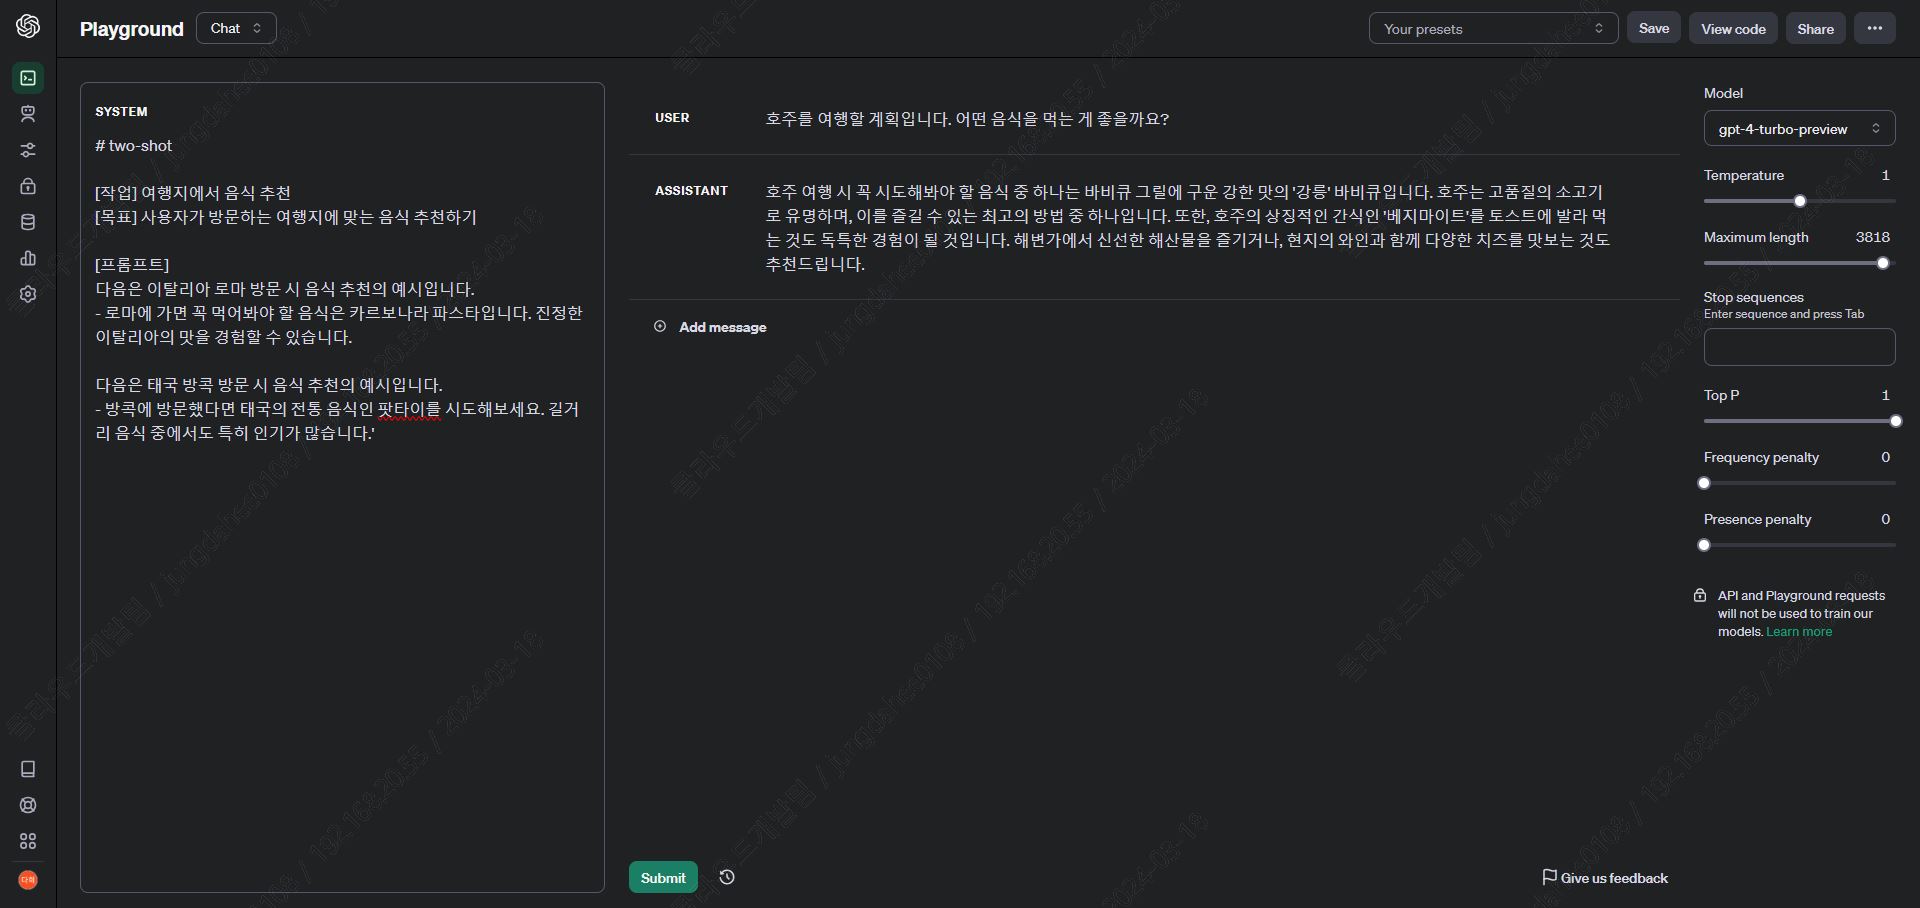 Playground
Chat
Your presets
Save
View code
Share
SYSTEM
# two-shot
[작업] 여행지에서 음식 추천
[목표] 사용자가 방문하는 여행지에 맞는 음식 추천하기
[프롬프트]
다음은 이탈리아 로마 방문 시 음식 추천의 예시입니다.
- 로마에 가면 꼭 먹어봐야 할 음식은 카르보나라 파스타입니다. 진정한
이탈리아의 맛을 경험할 수 있습니다.
다음은 태국 방콕 방문 시 음식 추천의 예시입니다.
- 방콕에 방문했다면 태국의 전통 음식인 팟타이를 시도해보세요. 길거
리 음식 중에서도 특히 인기가 많습니다.'
USER
호주를 여행할 계획입니다. 어떤 음식을 먹는 게 좋을까요?
ASSISTANT
호주 여행 시 꼭 시도해봐야 할 음식 중 하나는 바비큐 그릴에 구운 강한 맛의 '강릉' 바비큐입니다. 호주는 고품질의 소고기
로 유명하며, 이를 즐길 수 있는 최고의 방법 중 하나입니다. 또한, 호주의 상징적인 간식인 '베지마이트'를 토스트에 발라 먹
는 것도 독특한 경험이 될 것입니다. 해변가에서 신선한 해산물을 즐기거나, 현지의 와인과 함께 다양한 치즈를 맛보는 것도
추천드립니다.
Add message
Submit
Give us feedback
Model
gpt-4-turbo-preview
Temperature 1
Maximum length 3818
Stop sequences
Enter sequence and press Tab
Top P 1
Frequency penalty 0
Presence penalty 0
API and Playground requests
will not be used to train our
models. Learn more
다희